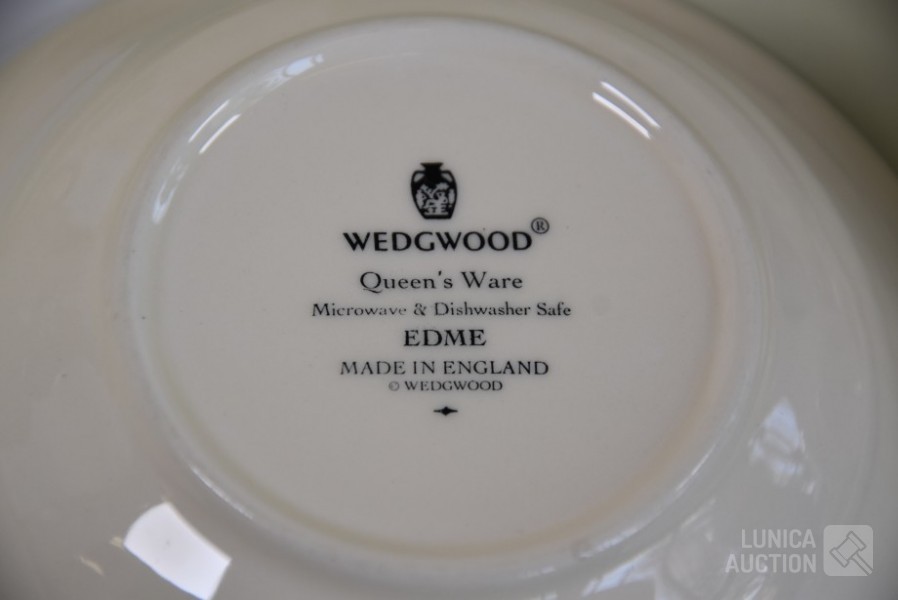 WEDGWOOD®
Queen's Ware
Microwave & Dishwasher Safe
EDME
MADE IN ENGLAND
© WEDGWOOD
LUNICA
AUCTION